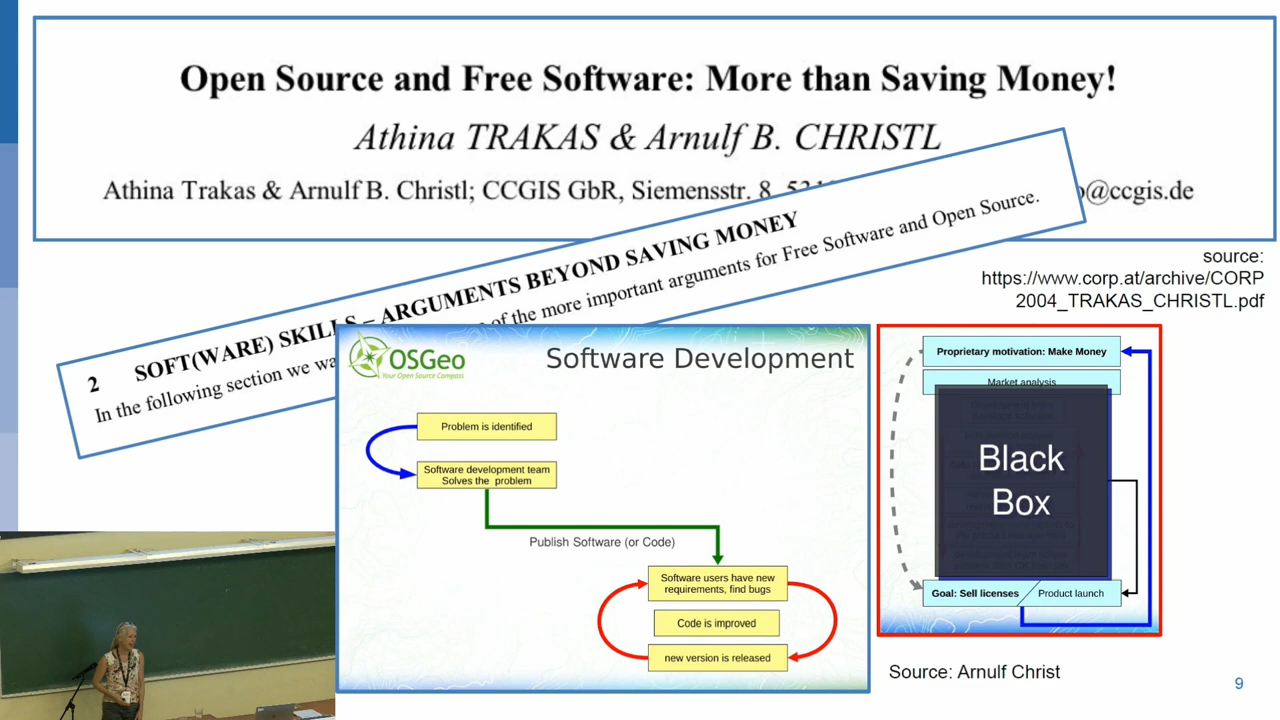 Open Source and Free Software: More than Saving Money!
Athina TRAKAS & Arnulf B. CHRISTL
Athina Trakas & Arnulf B. Christl; CCGIS GbR, Siemensstr. 8, @ccgis.de
source:
https://www.corp.at/archive/CORP
2004_TRAKAS_CHRISTL.pdf
2 SOFT(WARE) SKILLS – ARGUMENTS BEYOND SAVING MONEY
In the following section we of the more important arguments for Free Software and Open Source.
OSGeo
Your Open Source Compass
Software Development
Problem is identified
Software development team
Solves the problem
Publish Software (or Code)
Software users have new
requirements, find bugs
Code is improved
new version is released
Proprietary motivation: Make Money
Market analysis
Black
Box
Goal: Sell licenses Product launch
Source: Arnulf Christ
9